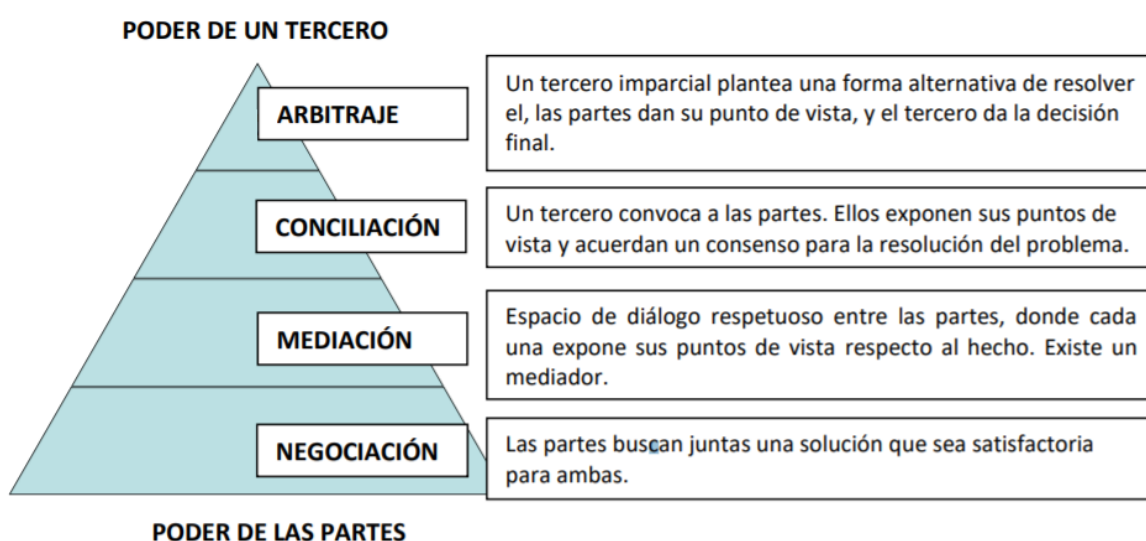 PODER DE UN TERCERO
ARBITRAJE
Un tercero imparcial plantea una forma alternativa de resolver
el, las partes dan su punto de vista, y el tercero da la decisión
final.
CONCILIACIÓN
Un tercero convoca a las partes. Ellos exponen sus puntos de
vista y acuerdan un consenso para la resolución del problema.
MEDIACIÓN
Espacio de diálogo respetuoso entre las partes, donde cada
una expone sus puntos de vista respecto al hecho. Existe un
mediador.
NEGOCIACIÓN
Las partes buscan juntas una solución que sea satisfactoria
para ambas.
PODER DE LAS PARTES